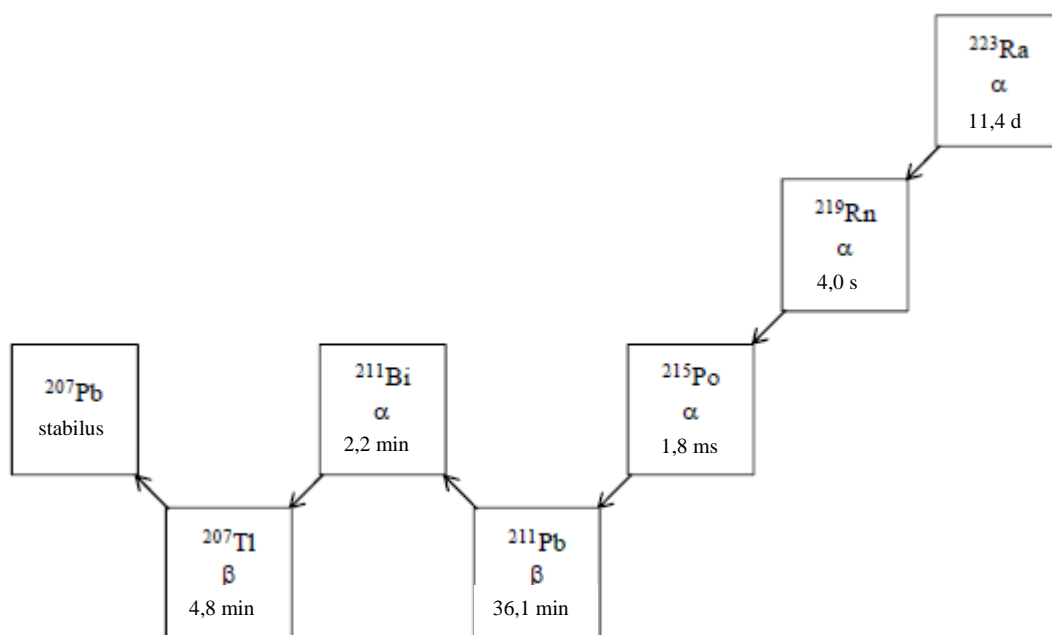 ²²³Ra
α
11,4 d
²¹⁹Rn
α
4,0 s
²⁰⁷Pb
stabilus
²¹¹Bi
α
2,2 min
²¹⁵Po
α
1,8 ms
²⁰⁷Tl
β
4,8 min
²¹¹Pb
β
36,1 min